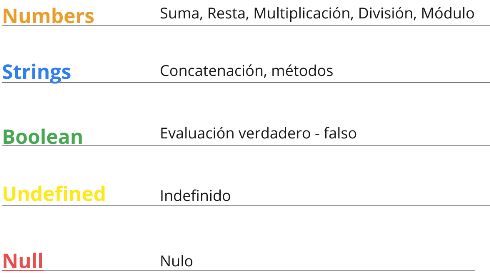 Numbers Suma, Resta, Multiplicación, División, Módulo
Strings Concatenación, métodos
Boolean Evaluación verdadero - falso
Undefined Indefinido
Null Nulo